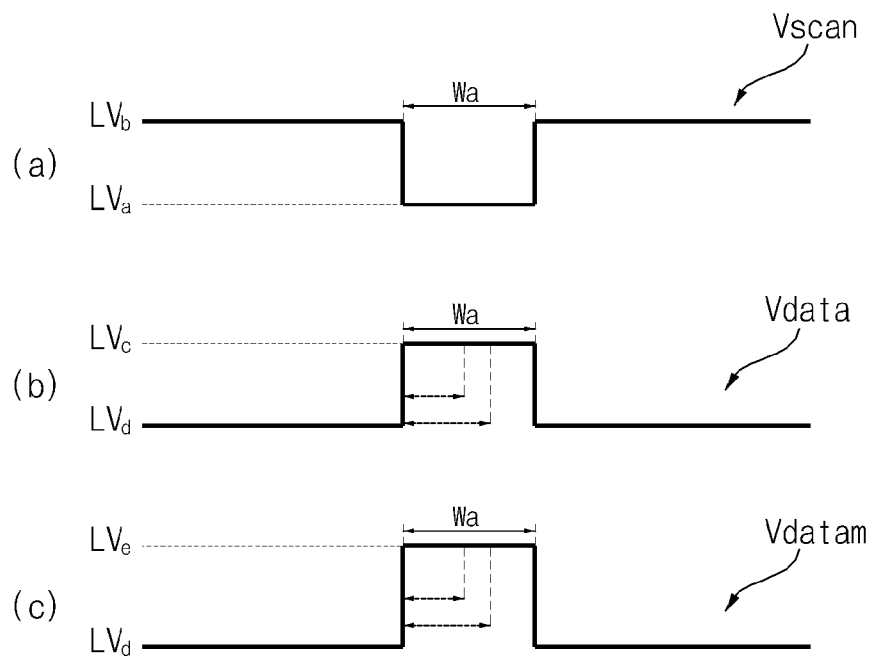 Vscan
Wa
LVb
(a)
LVa
Vdata
Wa
LVc
(b)
LVd
Vdatam
Wa
LVe
(c)
LVd